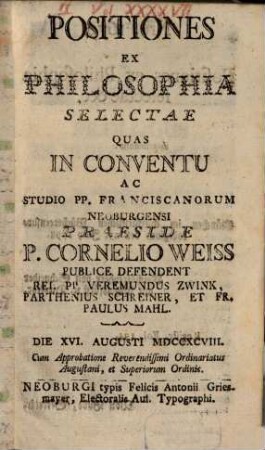 POSITIONES
EX
PHILOSOPHIA
SELECTAE
QUAS
IN CONVENTU
AC
STUDIO PP. FRANCISCANORUM
NEOBURGENSI
PRAESIDE
P. CORNELIO WEISS
PUBLICE DEFENDENT
REL. PP. VEREMUNDUS ZWINK,
PARTHENIUS SCHREINER, ET FR.
PAULUS MAHL.
DIE XVI. AUGUSTI MDCCXCVIII.
Cum Approbatione Reverendissimi Ordinariatus
Augustani, et Superiorum Ordinis.
NEOBURGI typis Felicis Antonii Gries-
mayer, Electoralis Aul. Typographi.